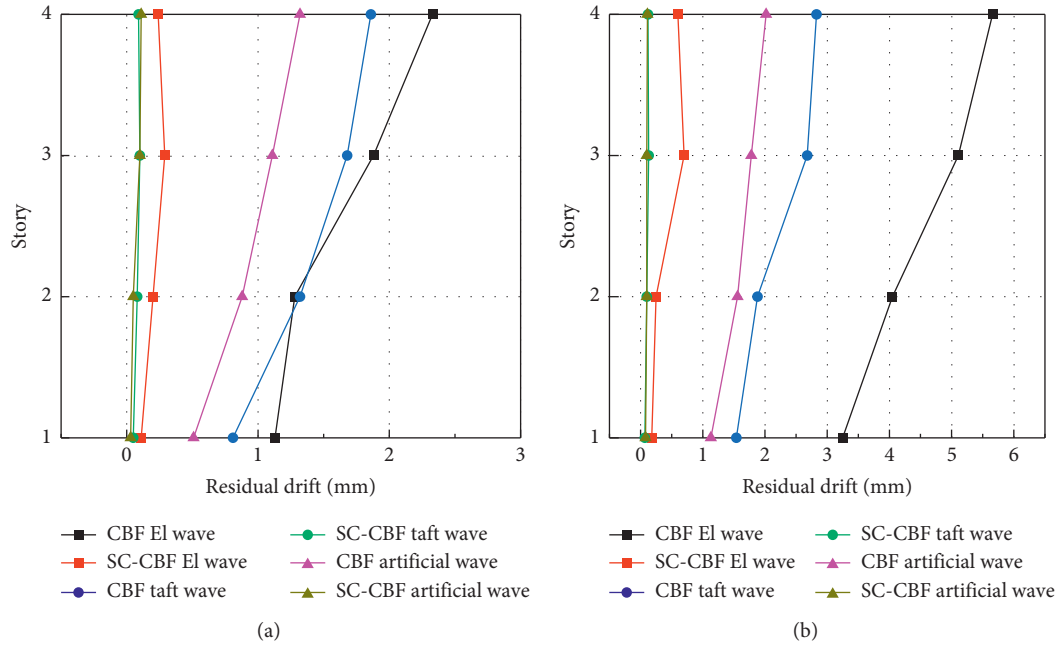 4
3
2
1
Story
0
1
2
3
Residual drift (mm)
CBF El wave
SC-CBF El wave
CBF taft wave
SC-CBF taft wave
CBF artificial wave
SC-CBF artificial wave
(a)
4
3
2
1
Story
0
1
2
3
4
5
6
Residual drift (mm)
CBF El wave
SC-CBF El wave
CBF taft wave
SC-CBF taft wave
CBF artificial wave
SC-CBF artificial wave
(b)